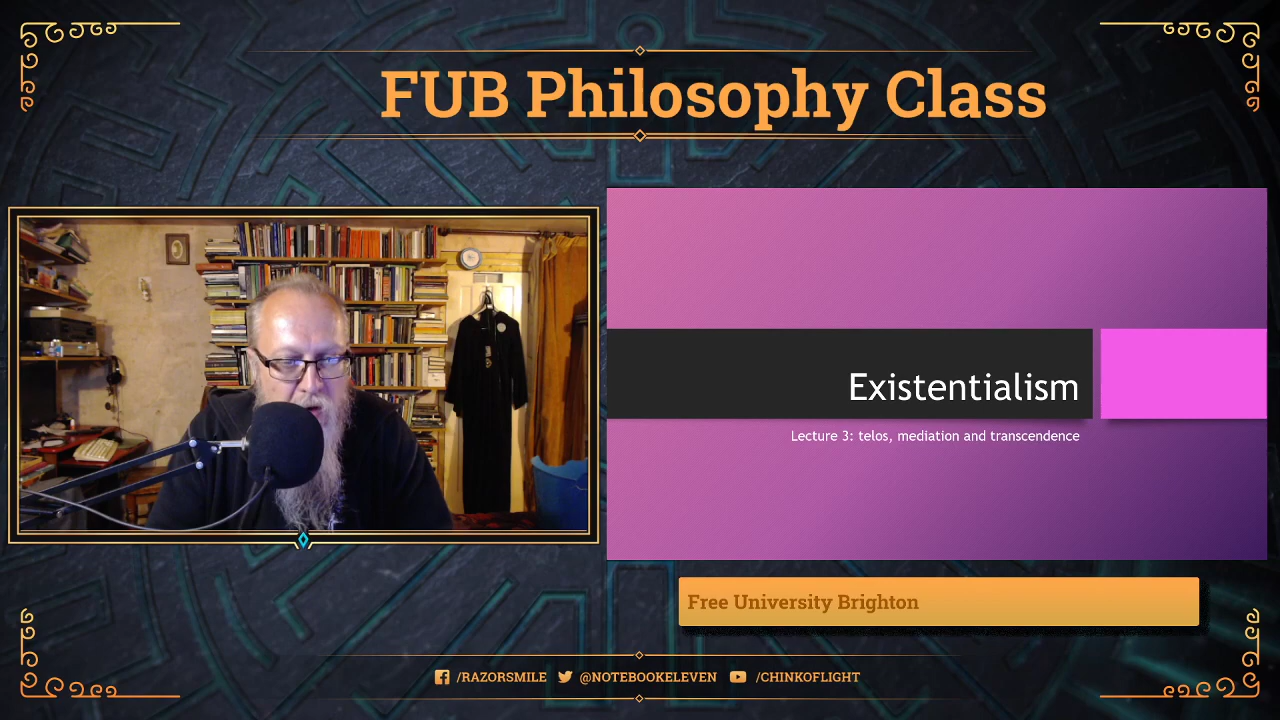 FUB Philosophy Class
Existentialism
Lecture 3: telos, mediation and transcendence
Free University Brighton
/RAZORSMILE @NOTEBOOKELEVEN /CHINKOFLIGHT